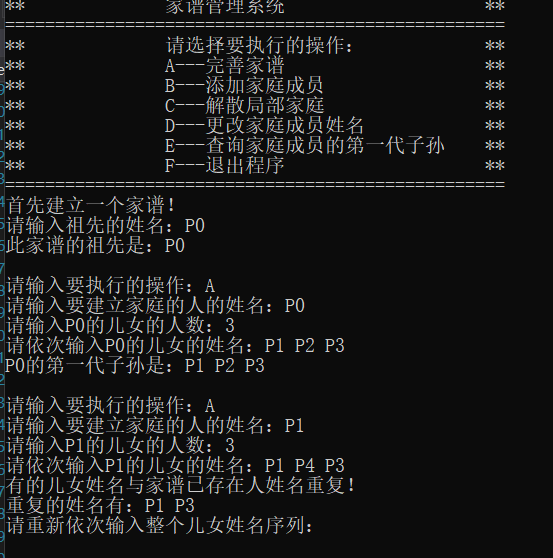 **              家谱管理系统                    **
==================================================
**              请选择要执行的操作:             **
**              A---完善家谱                    **
**              B---添加家庭成员                **
**              C---解散局部家庭                **
**              D---更改家庭成员姓名            **
**              E---查询家庭成员的第一代子孙    **
**              F---退出程序                    **
==================================================
首先建立一个家谱!
请输入祖先的姓名: P0
此家谱的祖先是: P0
请输入要执行的操作: A
请输入要建立家庭的人的姓名: P0
请输入P0的儿女的人数: 3
请依次输入P0的儿女的姓名: P1 P2 P3
P0的第一代子孙是: P1 P2 P3
请输入要执行的操作: A
请输入要建立家庭的人的姓名: P1
请输入P1的儿女的人数: 3
请依次输入P1的儿女的姓名: P1 P4 P3
有的儿女姓名与家谱已存在人姓名重复!
重复的姓名有: P1 P3
请重新依次输入整个儿女姓名序列: